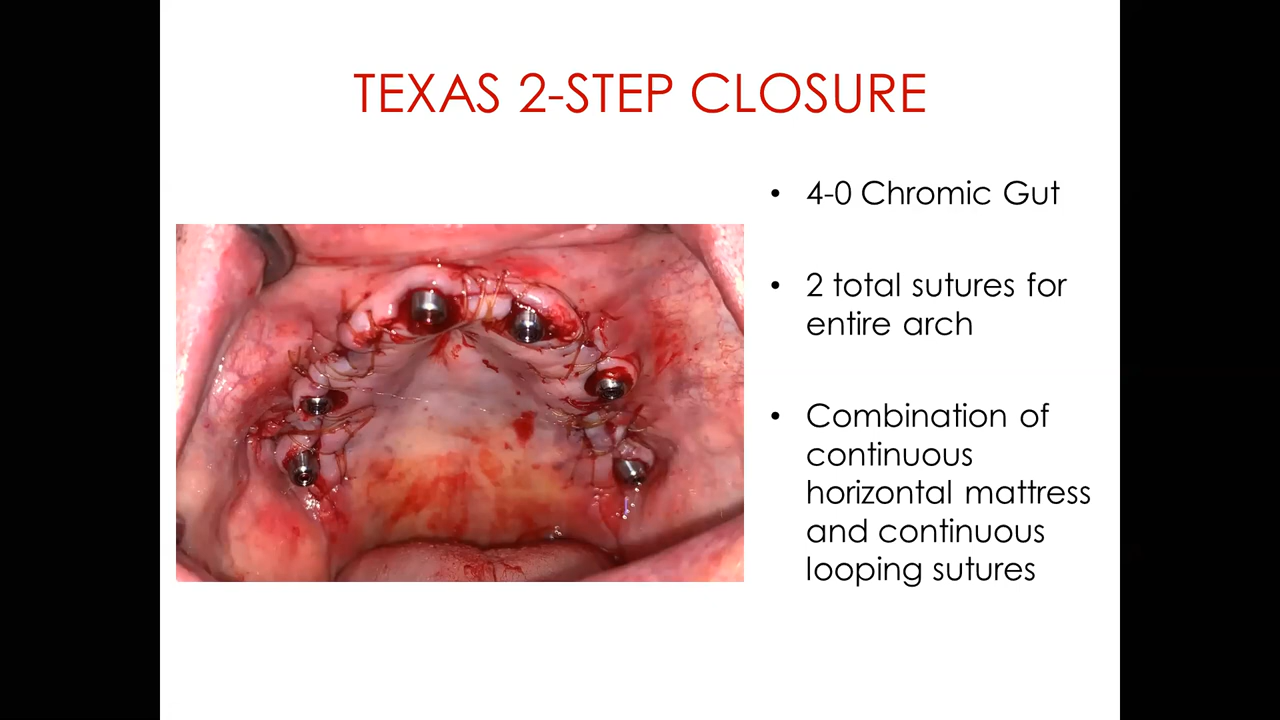 TEXAS 2-STEP CLOSURE
• 4-0 Chromic Gut
• 2 total sutures for
entire arch
• Combination of
continuous
horizontal mattress
and continuous
looping sutures